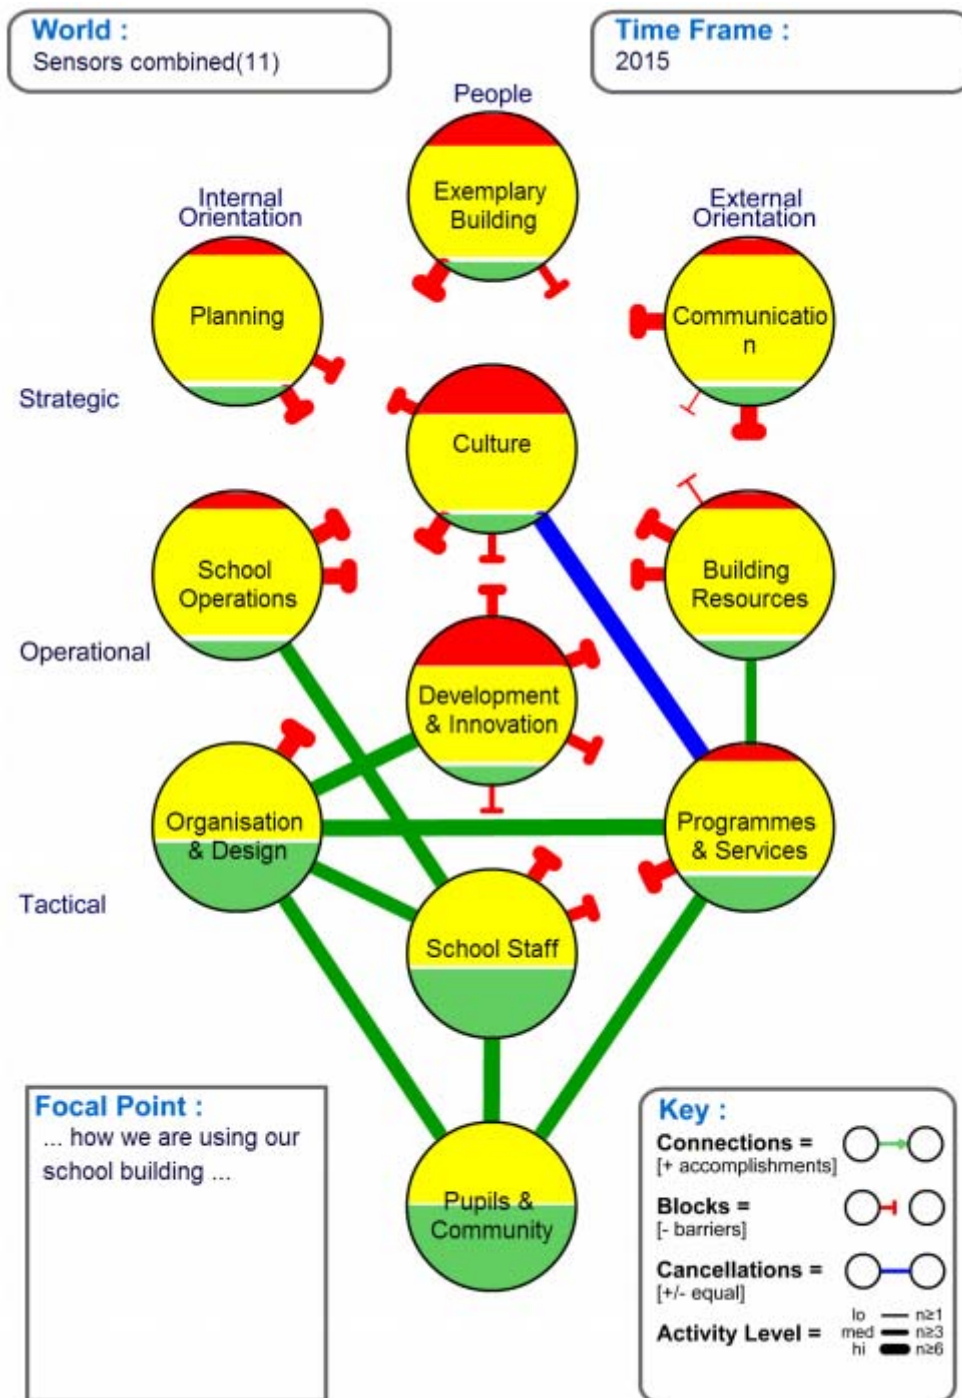 World :
Sensors combined(11)
Time Frame :
2015
People
Exemplary
Building
Internal
Orientation
External
Orientation
Planning
Communicatio
n
Strategic
Culture
School
Operations
Building
Resources
Operational
Development
& Innovation
Organisation
& Design
Programmes
& Services
Tactical
School Staff
Pupils &
Community
Focal Point :
... how we are using our
school building ...
Key :
Connections =
[+ accomplishments]
Blocks =
[- barriers]
Cancellations =
[+/- equal]
Activity Level =
lo n≥1
med n≥3
hi n≥6